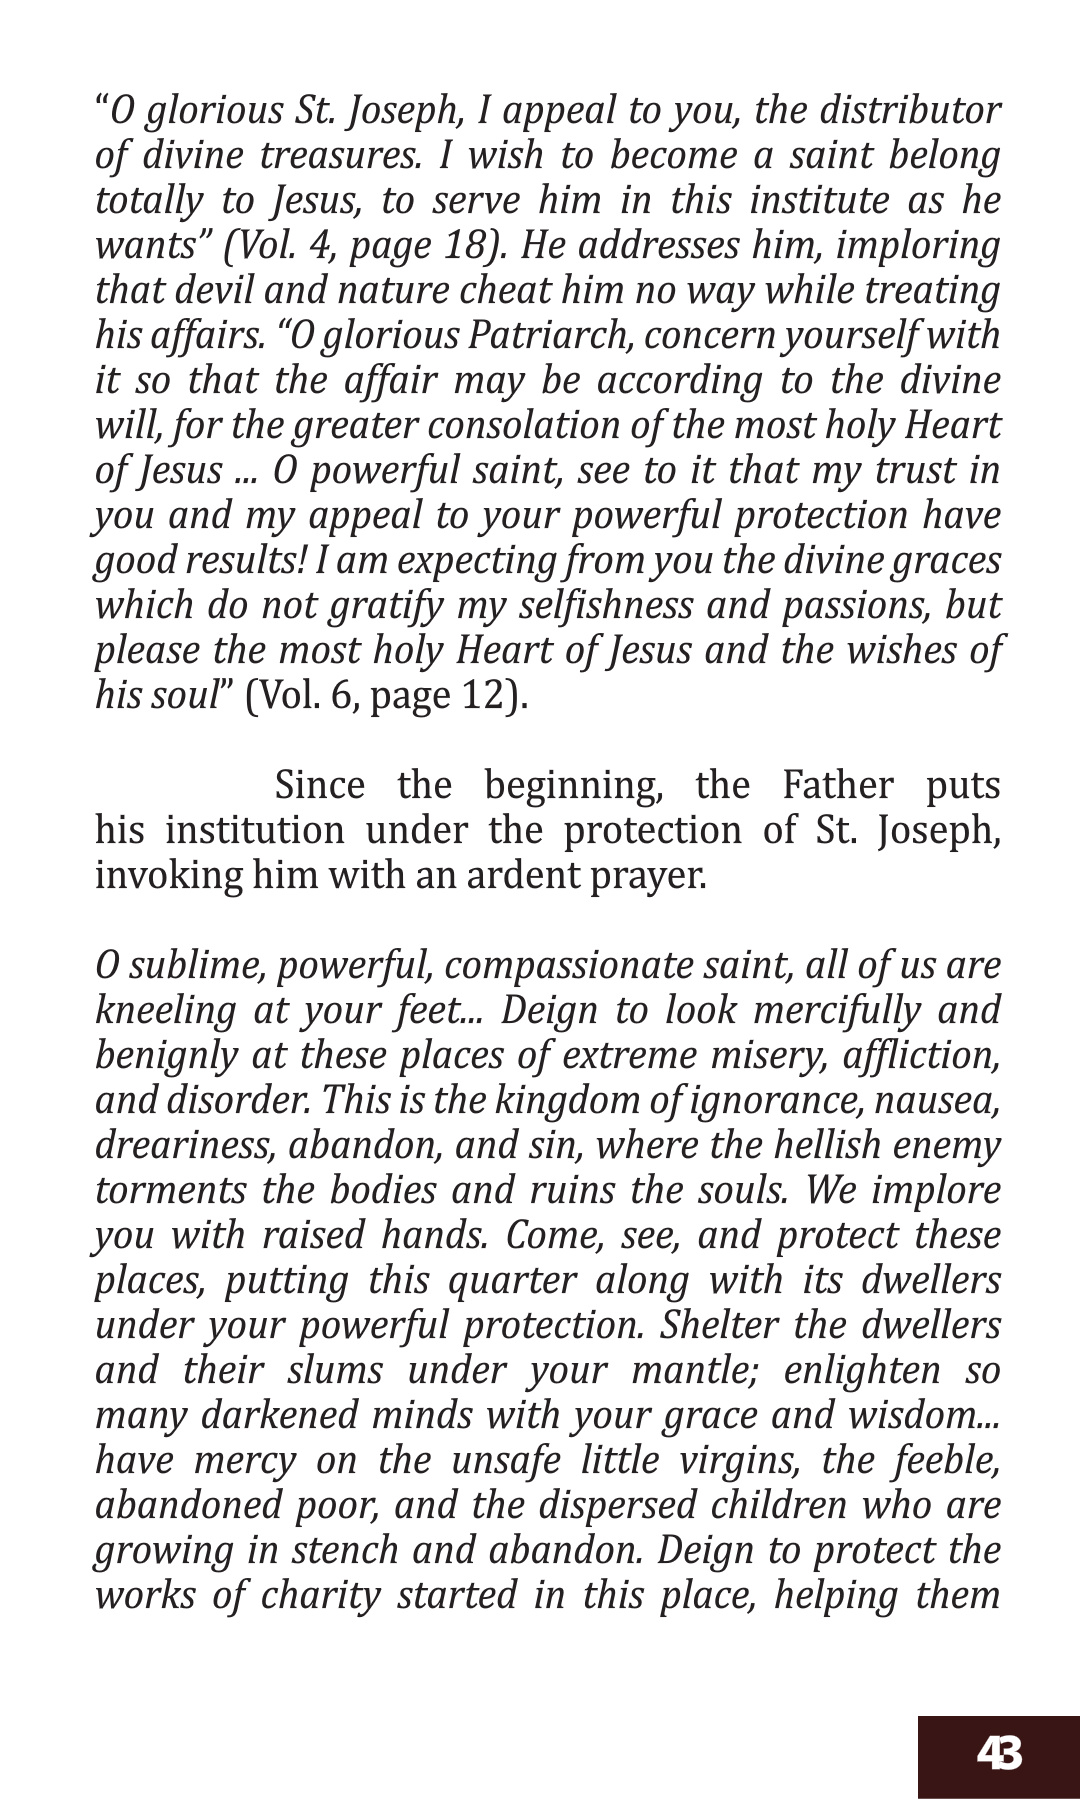 “O glorious St. Joseph, I appeal to you, the distributor
of divine treasures. I wish to become a saint belong
totally to Jesus, to serve him in this institute as he
wants” (Vol. 4, page 18). He addresses him, imploring
that devil and nature cheat him no way while treating
his affairs. “O glorious Patriarch, concern yourself with
it so that the affair may be according to the divine
will, for the greater consolation of the most holy Heart
of Jesus ... O powerful saint, see to it that my trust in
you and my appeal to your powerful protection have
good results! I am expecting from you the divine graces
which do not gratify my selfishness and passions, but
please the most holy Heart of Jesus and the wishes of
his soul” (Vol. 6, page 12).
Since the beginning, the Father puts
his institution under the protection of St. Joseph,
invoking him with an ardent prayer.
O sublime, powerful, compassionate saint, all of us are
kneeling at your feet... Deign to look mercifully and
benignly at these places of extreme misery, affliction,
and disorder. This is the kingdom of ignorance, nausea,
dreariness, abandon, and sin, where the hellish enemy
torments the bodies and ruins the souls. We implore
you with raised hands. Come, see, and protect these
places, putting this quarter along with its dwellers
under your powerful protection. Shelter the dwellers
and their slums under your mantle; enlighten so
many darkened minds with your grace and wisdom...
have mercy on the unsafe little virgins, the feeble,
abandoned poor, and the dispersed children who are
growing in stench and abandon. Deign to protect the
works of charity started in this place, helping them
43